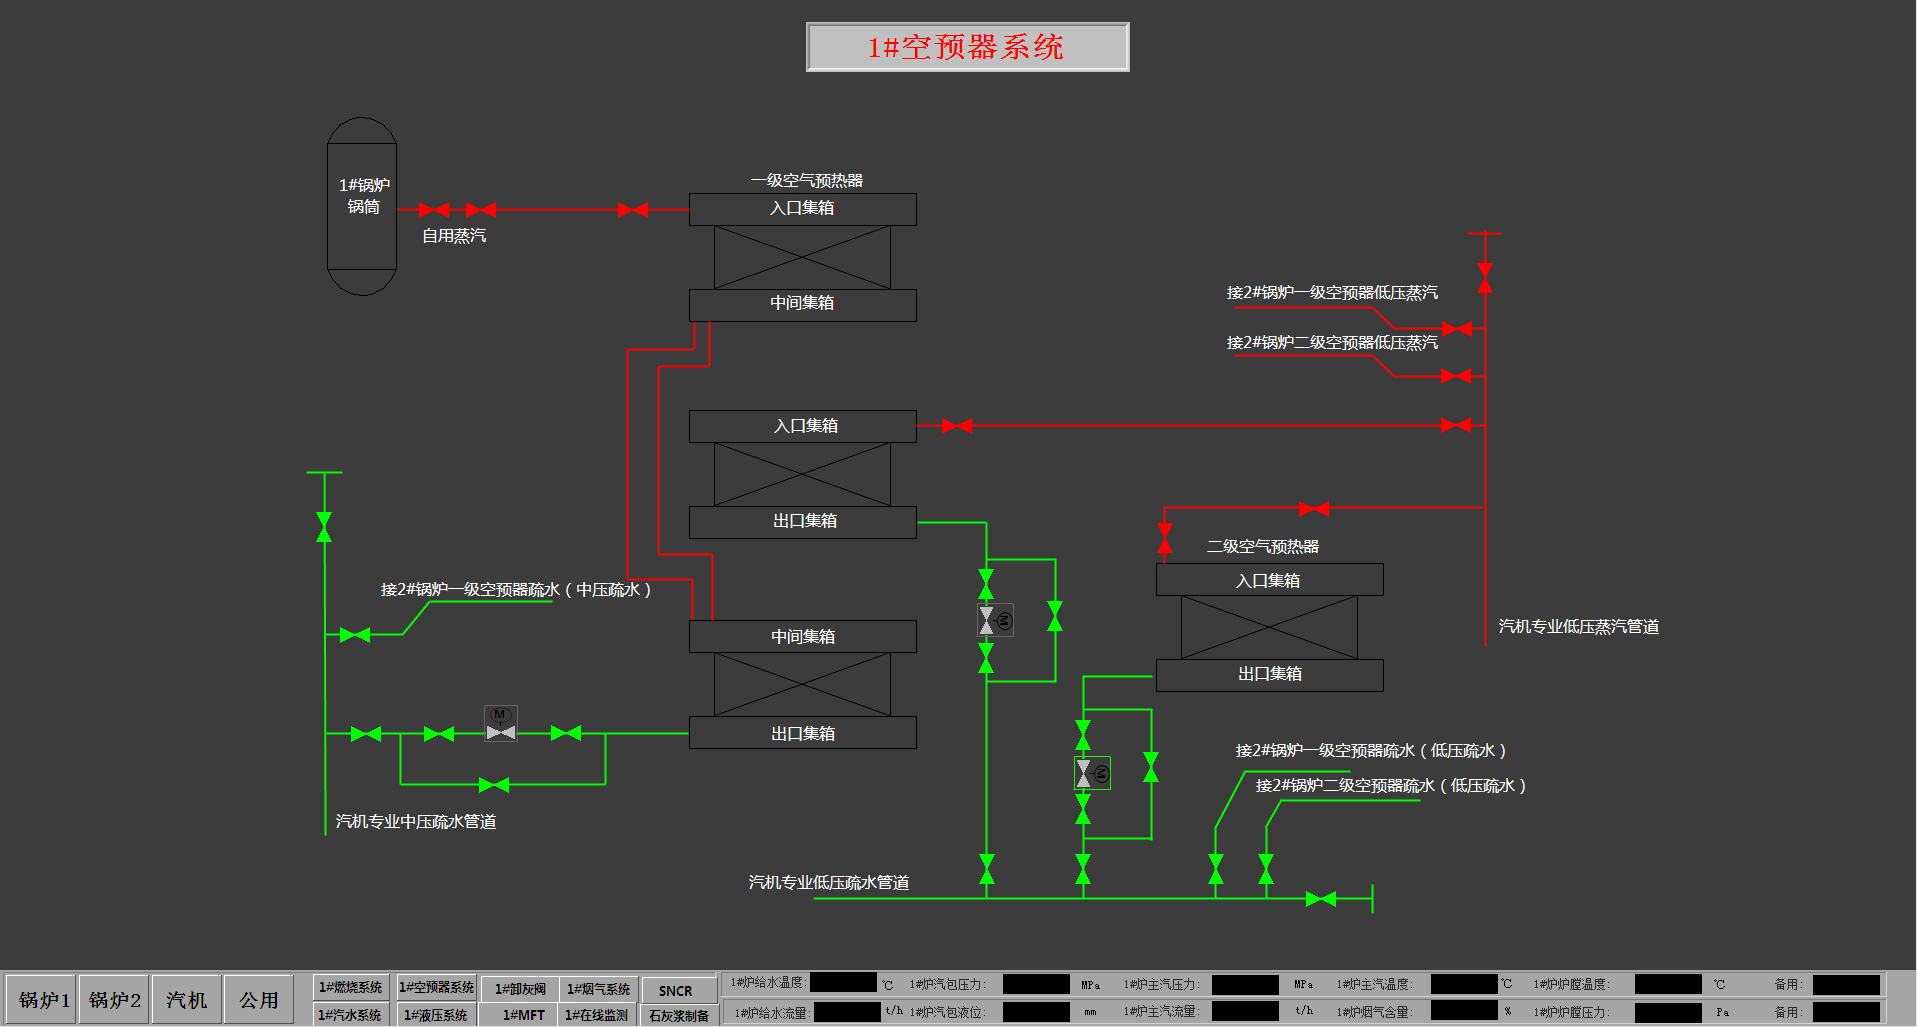 1#空预器系统
1#锅炉
锅筒
自用蒸汽
一级空气预热器
入口集箱
中间集箱
接2#锅炉一级空预器低压蒸汽
接2#锅炉二级空预器低压蒸汽
入口集箱
出口集箱
二级空气预热器
入口集箱
出口集箱
接2#锅炉一级空预器疏水（中压疏水）
M
汽机专业低压蒸汽管道
中间集箱
出口集箱
M
M
接2#锅炉一级空预器疏水（低压疏水）
接2#锅炉二级空预器疏水（低压疏水）
汽机专业中压疏水管道
汽机专业低压疏水管道
锅炉1 锅炉2 汽机 公用
1#燃烧系统 1#空预器系统 1#卸灰阀 1#烟气系统 SNCR
1#汽水系统 1#液压系统 1#MFT 1#在线监测 石灰浆制备
1#炉给水温度: ℃ 1#炉汽包压力: MPa 1#炉主汽压力: MPa 1#炉主汽温度: ℃ 1#炉炉膛温度: ℃ 备用:
1#炉给水流量: t/h 1#炉汽包液位: mm 1#炉主汽流量: t/h 1#炉烟气含量: % 1#炉炉膛压力: Pa 备用: